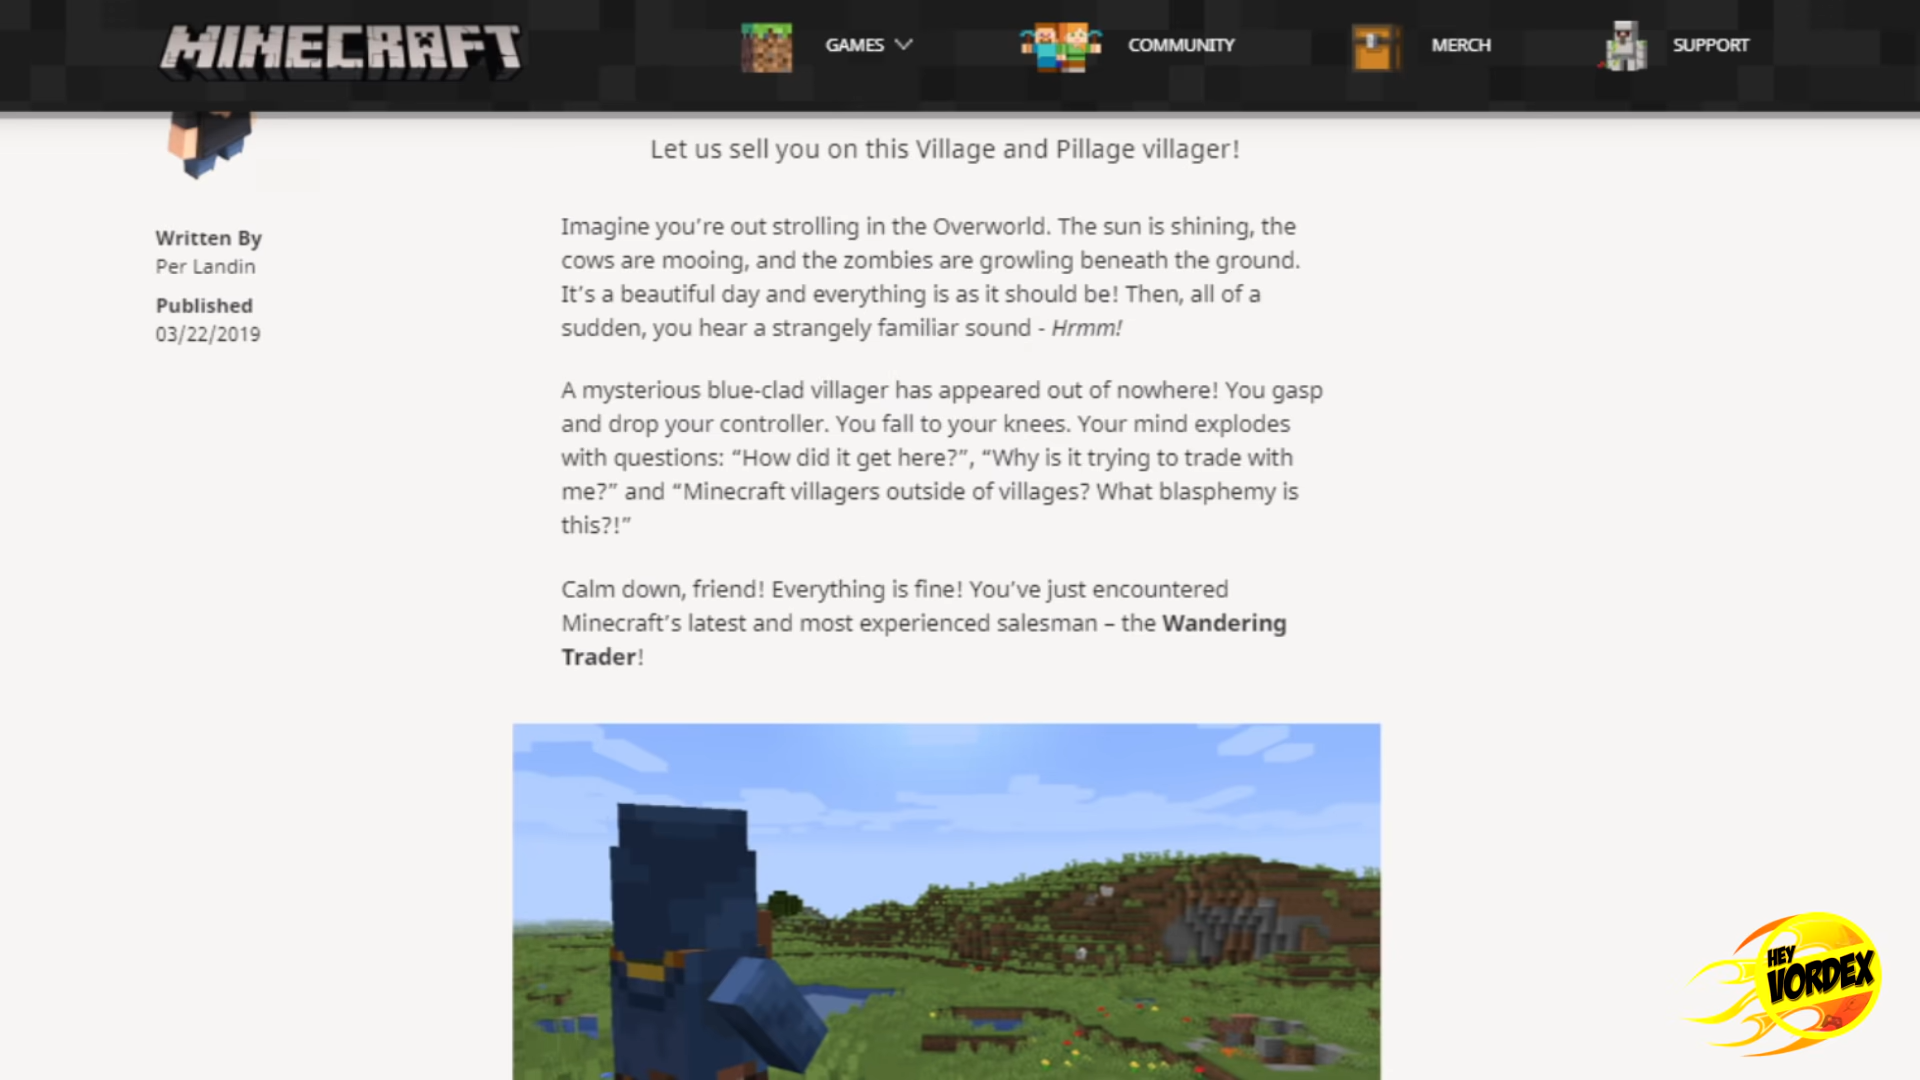 MINECRAFT
GAMES
COMMUNITY
MERCH
SUPPORT
Let us sell you on this Village and Pillage villager!
Written By
Per Landin
Published
03/22/2019
Imagine you’re out strolling in the Overworld. The sun is shining, the
cows are mooing, and the zombies are growling beneath the ground.
It’s a beautiful day and everything is as it should be! Then, all of a
sudden, you hear a strangely familiar sound - Hrmm!
A mysterious blue-clad villager has appeared out of nowhere! You gasp
and drop your controller. You fall to your knees. Your mind explodes
with questions: “How did it get here?”, “Why is it trying to trade with
me?” and “Minecraft villagers outside of villages? What blasphemy is
this?!”
Calm down, friend! Everything is fine! You’ve just encountered
Minecraft’s latest and most experienced salesman – the Wandering
Trader!
HEY
VORDEX